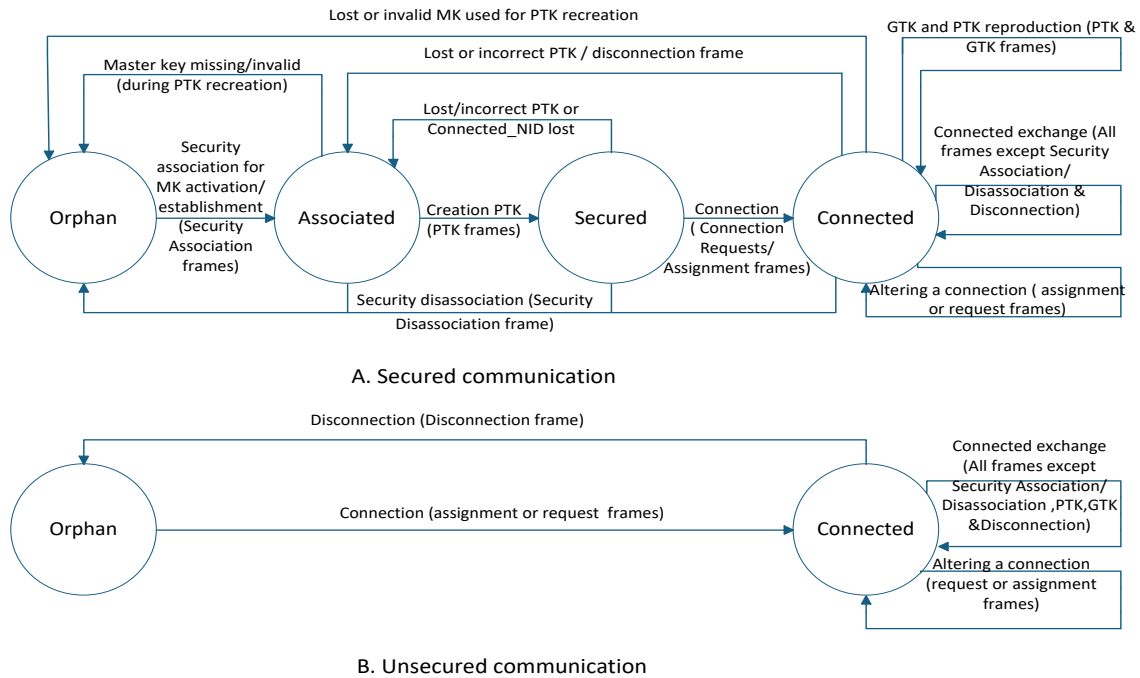 Lost or invalid MK used for PTK recreation
GTK and PTK reproduction (PTK &
GTK frames)
Lost or incorrect PTK / disconnection frame
Master key missing/invalid
(during PTK recreation)
Lost/incorrect PTK or
Connected_NID lost
Connected exchange (All
frames except Security
Association/
Disassociation &
Disconnection)
Security
association for
MK activation/
establishment
(Security
Association
frames)
Orphan
Associated
Creation PTK
(PTK frames)
Secured
Connection
( Connection
Requests/
Assignment frames)
Connected
Altering a connection ( assignment
or request frames)
Security disassociation (Security
Disassociation frame)
A. Secured communication
Disconnection (Disconnection frame)
Connected exchange
(All frames except
Security Association/
Disassociation ,PTK,GTK
&Disconnection)
Orphan
Connection (assignment or request frames)
Connected
Altering a connection
(request or assignment
frames)
B. Unsecured communication